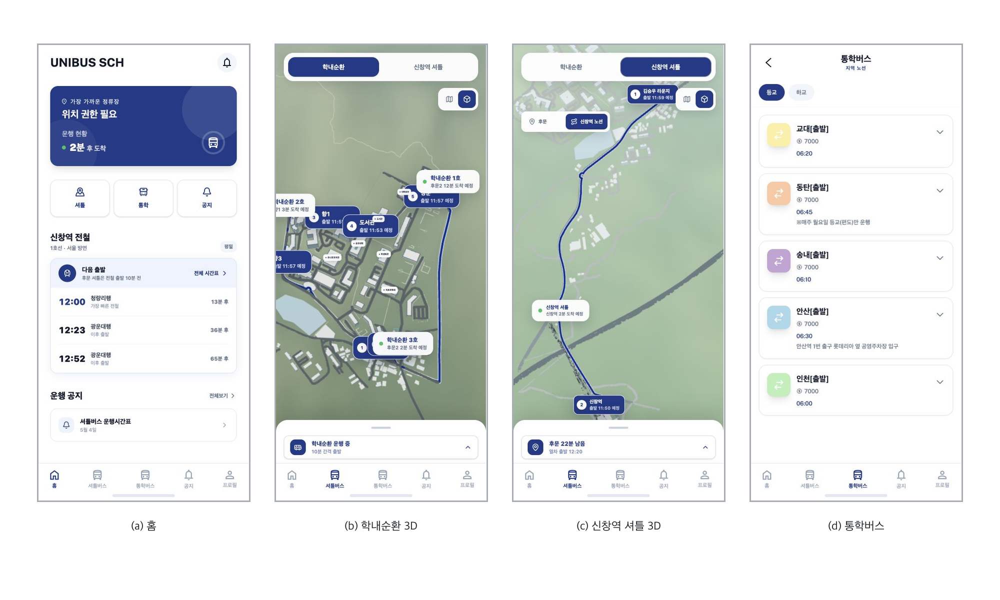 UNIBUS SCH
가장 가까운 정류장
위치 권한 필요
운행 현황
2분 후 도착
셔틀
통학
공지
신창역 전철
1호선 · 서울 방면
평일
다음 출발
후문 셔틀은 전철 출발 10분 전
전체 시간표
12:00
청량리행
가장 빠른 전철
13분 후
12:23
광운대행
이후 출발
36분 후
12:52
광운대행
이후 출발
65분 후
운행 공지
전체보기
셔틀버스 운행시간표
5월 4일
홈
셔틀버스
통학버스
공지
프로필
(a) 홈
학내순환
신창역 셔틀
학내순환 1호
후문2 12분 도착 예정
5
출발 11:57 예정
학내순환 2호
향1 3분 도착 예정
3
향1
출발 11:5
4
도서관
출발 11:53 예정
도서관
향3
출발 11:57 예정
1
학내순환 3호
후문2 2분 도착 예정
학내순환 운행 중
10분 간격 출발
홈
셔틀버스
통학버스
공지
프로필
(b) 학내순환 3D
학내순환
신창역 셔틀
1
김승우 라운지
출발 11:59 예정
후문
신창역 노선
신창역 셔틀
신창역 2분 도착 예정
2
신창역
출발 11:50 예정
후문 22분 남음
열차 출발 12:20
홈
셔틀버스
통학버스
공지
프로필
(c) 신창역 셔틀 3D
통학버스
지역 노선
등교
하교
교대[출발]
7000
06:20
동탄[출발]
7000
06:45
※매주 월요일 등교(편도)만 운행
송내[출발]
7000
06:10
안산[출발]
7000
06:30
안산역 1번 출구 롯데리아 옆 공영주차장 입구
인천[출발]
7000
06:00
홈
셔틀버스
통학버스
공지
프로필
(d) 통학버스